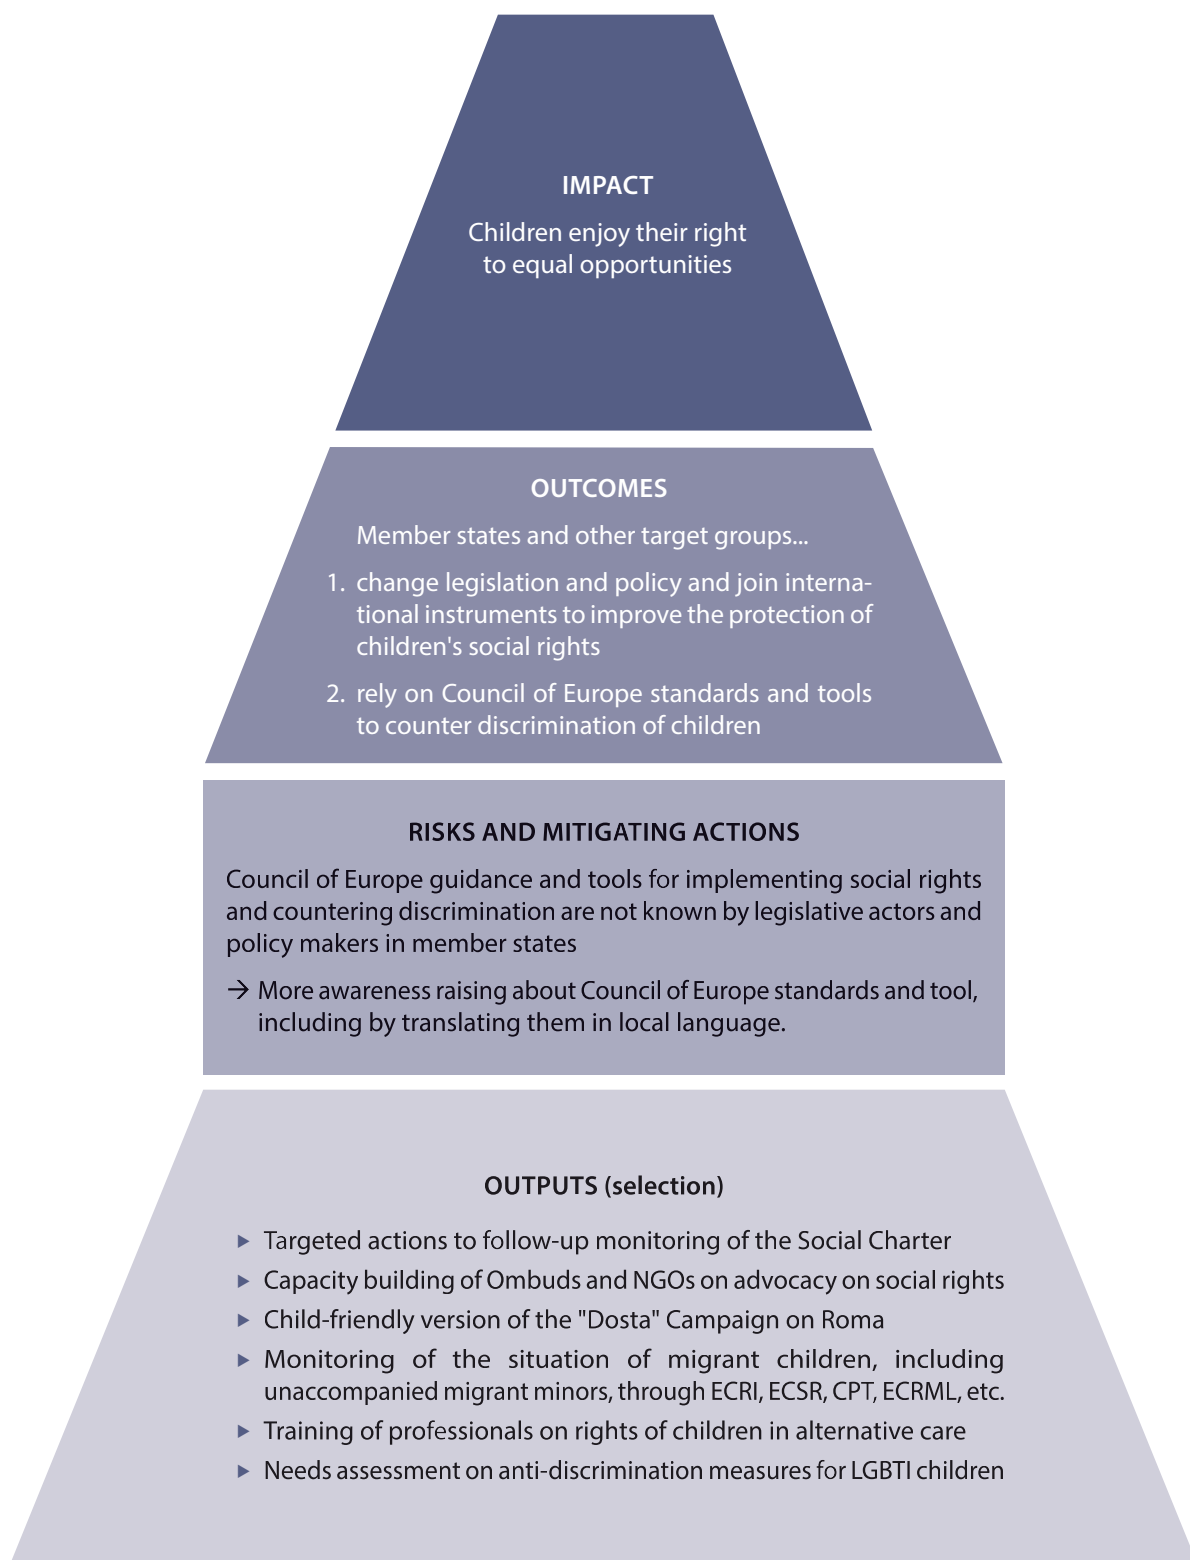 IMPACT
Children enjoy their right
to equal opportunities
OUTCOMES
Member states and other target groups...
1. change legislation and policy and join interna-
tional instruments to improve the protection of
children's social rights
2. rely on Council of Europe standards and tools
to counter discrimination of children
RISKS AND MITIGATING ACTIONS
Council of Europe guidance and tools for implementing social rights
and countering discrimination are not known by legislative actors and
policy makers in member states
→ More awareness raising about Council of Europe standards and tool,
including by translating them in local language.
OUTPUTS (selection)
▶ Targeted actions to follow-up monitoring of the Social Charter
▶ Capacity building of Ombuds and NGOs on advocacy on social rights
▶ Child-friendly version of the "Dosta" Campaign on Roma
▶ Monitoring of the situation of migrant children, including
unaccompanied migrant minors, through ECRI, ECSR, CPT, ECRML, etc.
▶ Training of professionals on rights of children in alternative care
▶ Needs assessment on anti-discrimination measures for LGBTI children